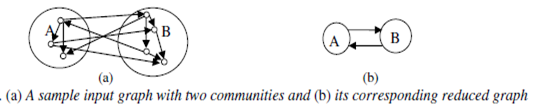 A B A B
(a) (b)
. (a) A sample input graph with two communities and (b) its corresponding reduced graph